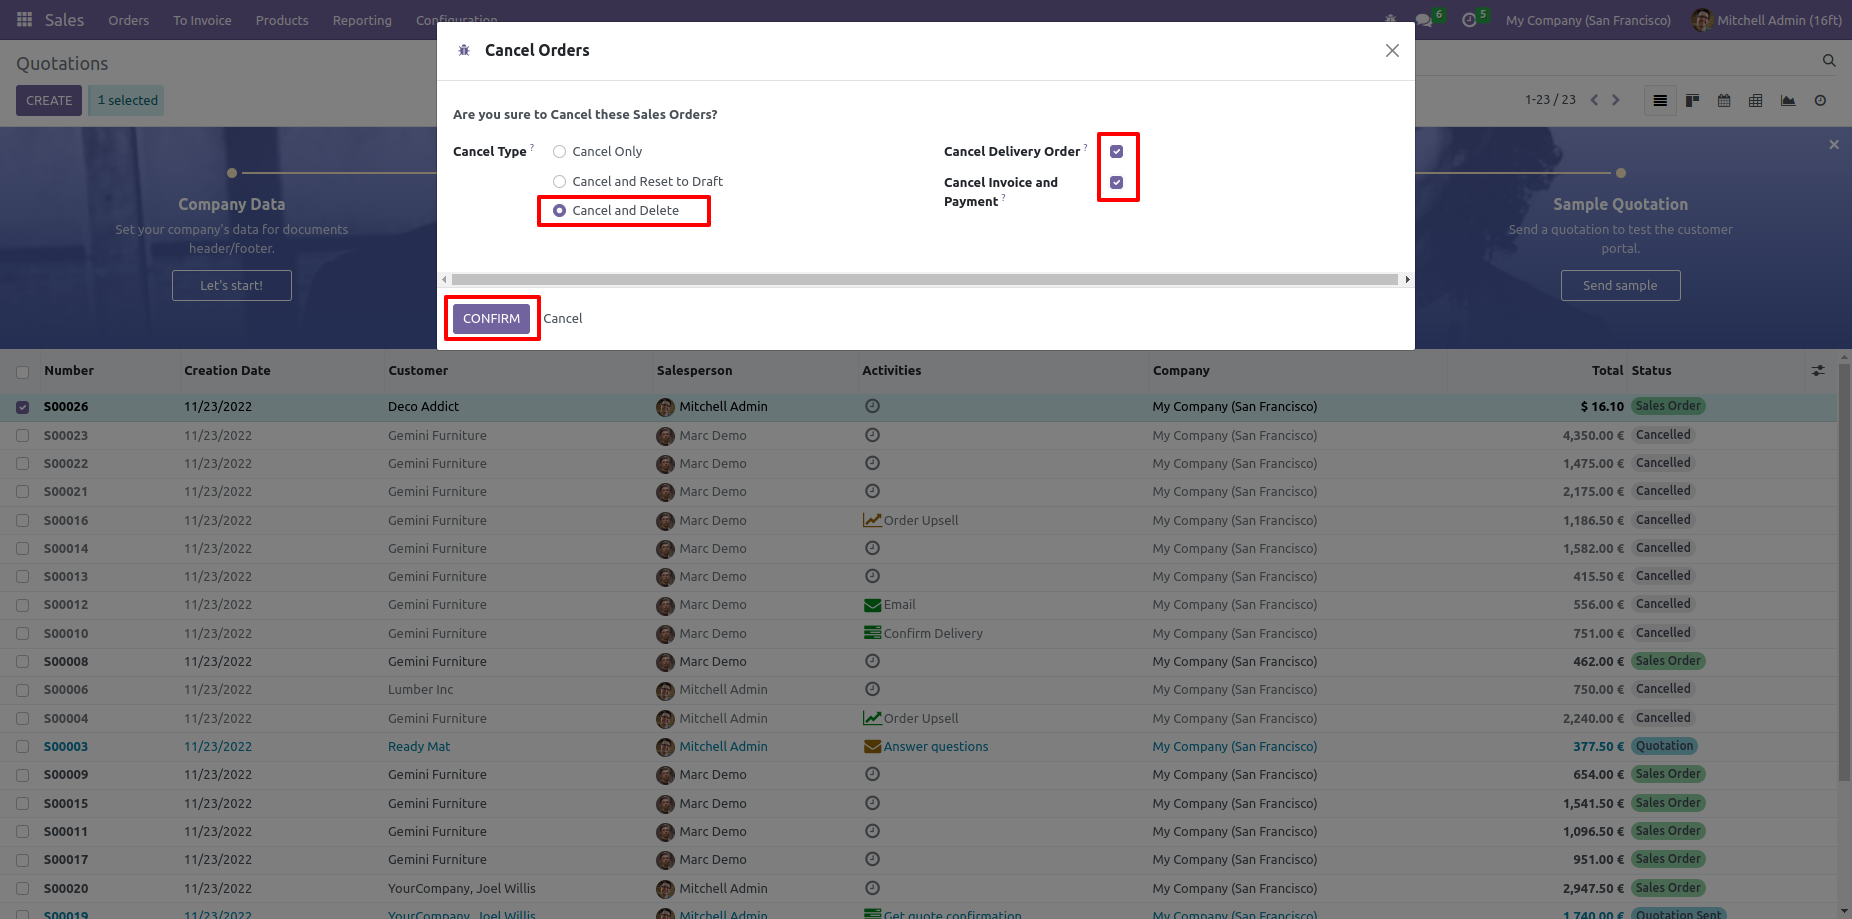 Sales Orders To Invoice Products Reporting Configuration 6 5 My Company (San Francisco) Mitchell Admin (16ft)
Quotations
CREATE 1 selected
1-23 / 23
Cancel Orders
Are you sure to Cancel these Sales Orders?
Cancel Type ? Cancel Only
Cancel and Reset to Draft
Cancel and Delete
Cancel Delivery Order ?
Cancel Invoice and
Payment ?
CONFIRM Cancel
Company Data
Set your company's data for documents
header/footer.
Let's start!
Sample Quotation
Send a quotation to test the customer
portal.
Send sample
Number Creation Date Customer Salesperson Activities Company Total Status
S00026 11/23/2022 Deco Addict Mitchell Admin My Company (San Francisco) $ 16.10 Sales Order
S00023 11/23/2022 Gemini Furniture Marc Demo My Company (San Francisco) 4,350.00 € Cancelled
S00022 11/23/2022 Gemini Furniture Marc Demo My Company (San Francisco) 1,475.00 € Cancelled
S00021 11/23/2022 Gemini Furniture Marc Demo My Company (San Francisco) 2,175.00 € Cancelled
S00016 11/23/2022 Gemini Furniture Marc Demo Order Upsell My Company (San Francisco) 1,186.50 € Cancelled
S00014 11/23/2022 Gemini Furniture Marc Demo My Company (San Francisco) 1,582.00 € Cancelled
S00013 11/23/2022 Gemini Furniture Marc Demo My Company (San Francisco) 415.50 € Cancelled
S00012 11/23/2022 Gemini Furniture Marc Demo Email My Company (San Francisco) 556.00 € Cancelled
S00010 11/23/2022 Gemini Furniture Marc Demo Confirm Delivery My Company (San Francisco) 751.00 € Cancelled
S00008 11/23/2022 Gemini Furniture Marc Demo My Company (San Francisco) 462.00 € Sales Order
S00006 11/23/2022 Lumber Inc Mitchell Admin My Company (San Francisco) 750.00 € Cancelled
S00004 11/23/2022 Gemini Furniture Mitchell Admin Order Upsell My Company (San Francisco) 2,240.00 € Cancelled
S00003 11/23/2022 Ready Mat Mitchell Admin Answer questions My Company (San Francisco) 377.50 € Quotation
S00009 11/23/2022 Gemini Furniture Marc Demo My Company (San Francisco) 654.00 € Sales Order
S00015 11/23/2022 Gemini Furniture Marc Demo My Company (San Francisco) 1,541.50 € Sales Order
S00011 11/23/2022 Gemini Furniture Marc Demo My Company (San Francisco) 1,096.50 € Sales Order
S00017 11/23/2022 Gemini Furniture Marc Demo My Company (San Francisco) 951.00 € Sales Order
S00020 11/23/2022 YourCompany, Joel Willis Mitchell Admin My Company (San Francisco) 2,947.50 € Sales Order
S00019 11/23/2022 YourCompany, Joel Willis Mitchell Admin Get quote confirmation My Company (San Francisco) 1,740.00 € Quotation Sent